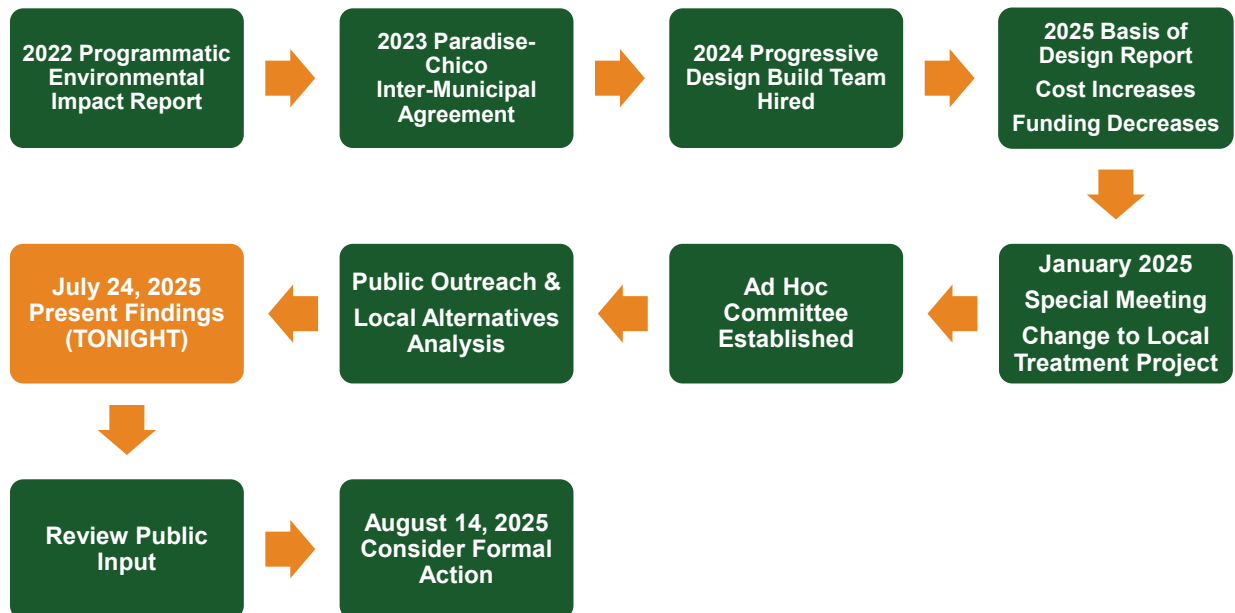 2022 Programmatic
Environmental
Impact Report
2023 Paradise-
Chico
Inter-Municipal
Agreement
2024 Progressive
Design Build Team
Hired
2025 Basis of
Design Report
Cost Increases
Funding Decreases
January 2025
Special Meeting
Change to Local
Treatment Project
Ad Hoc
Committee
Established
Public Outreach &
Local Alternatives
Analysis
July 24, 2025
Present Findings
(TONIGHT)
Review Public
Input
August 14, 2025
Consider Formal
Action